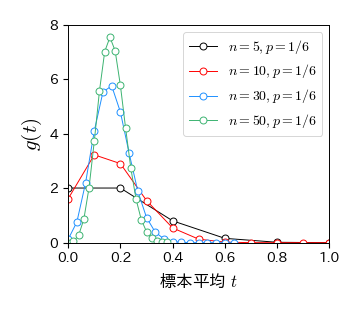 8
6
4
2
0
g(t)
n = 5, p = 1/6
n = 10, p = 1/6
n = 30, p = 1/6
n = 50, p = 1/6
0.0 0.2 0.4 0.6 0.8 1.0
標本平均 t